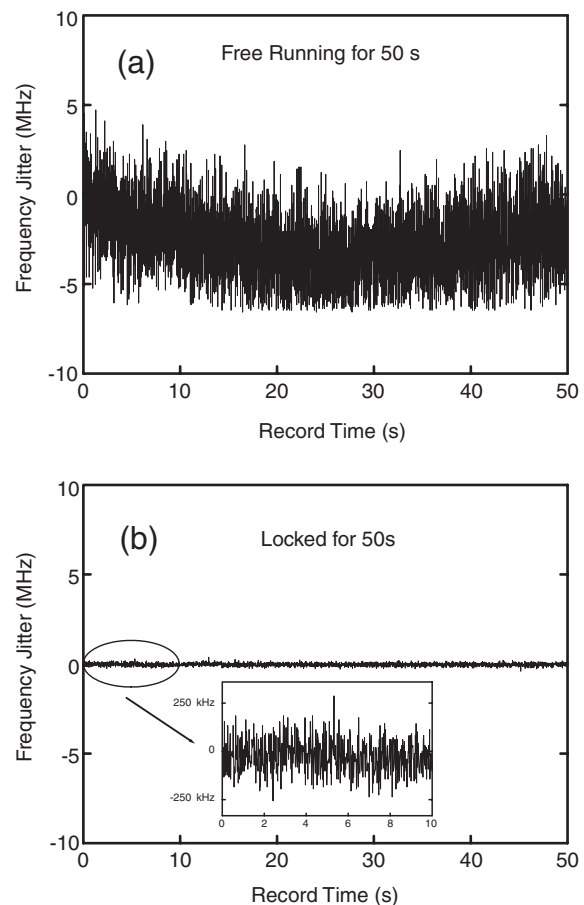 10
(a)
Free Running for 50 s
5
0
-5
-10
Frequency Jitter (MHz)
0 10 20 30 40 50
Record Time (s)
10
(b)
Locked for 50s
5
0
-5
-10
Frequency Jitter (MHz)
250 kHz
0
-250 kHz
0 2 4 6 8 10
0 10 20 30 40 50
Record Time (s)